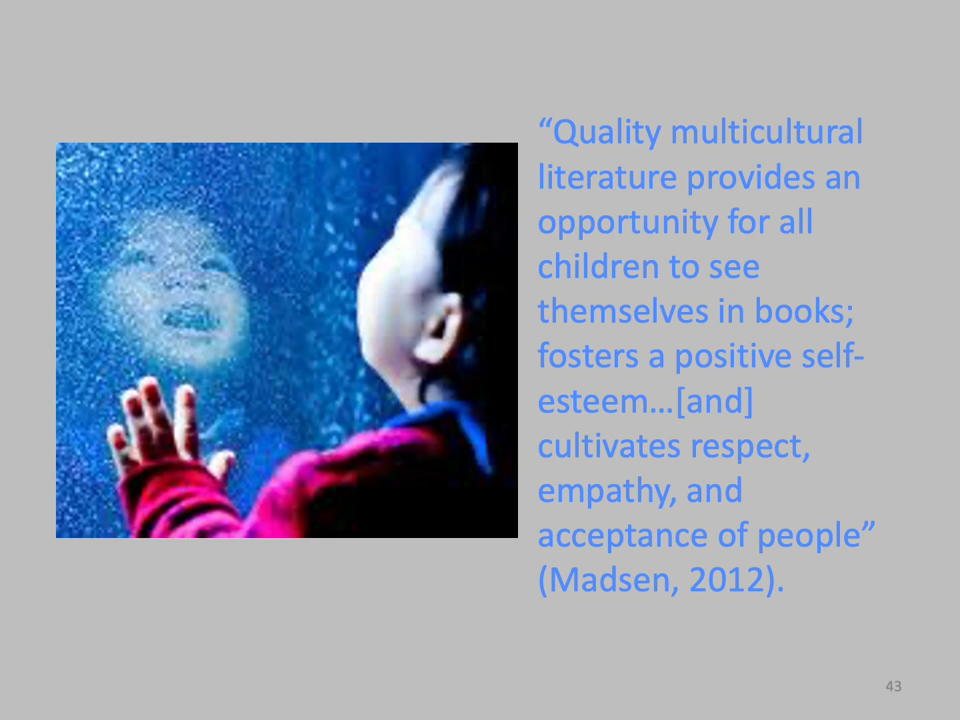 “Quality multicultural
literature provides an
opportunity for all
children to see
themselves in books;
fosters a positive self-
esteem…[and]
cultivates respect,
empathy, and
acceptance of people”
(Madsen, 2012).
43